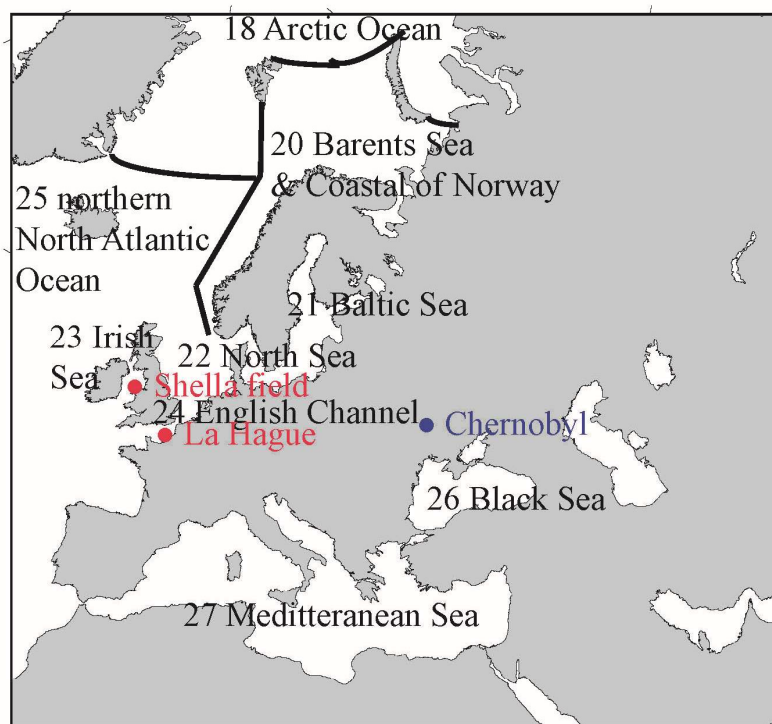 18 Arctic Ocean
20 Barents Sea
& Coastal of Norway
25 northern
North Atlantic
Ocean
21 Baltic Sea
23 Irish
Sea
22 North Sea
Shella field
24 English Channel
La Hague
Chernobyl
26 Black Sea
27 Meditteranean Sea